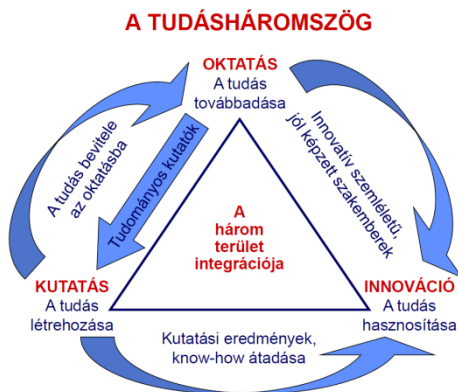 A TUDÁSHÁROMSZÖG
OKTATÁS
A tudás
továbbadása
A tudás bevitele
az oktatásba
Tudományos kutatók
Innovatív szemléletű,
jól képzett szakemberek
A
három
terület
integrációja
KUTATÁS
A tudás
létrehozása
INNOVÁCIÓ
A tudás
hasznosítása
Kutatási eredmények,
know-how átadása